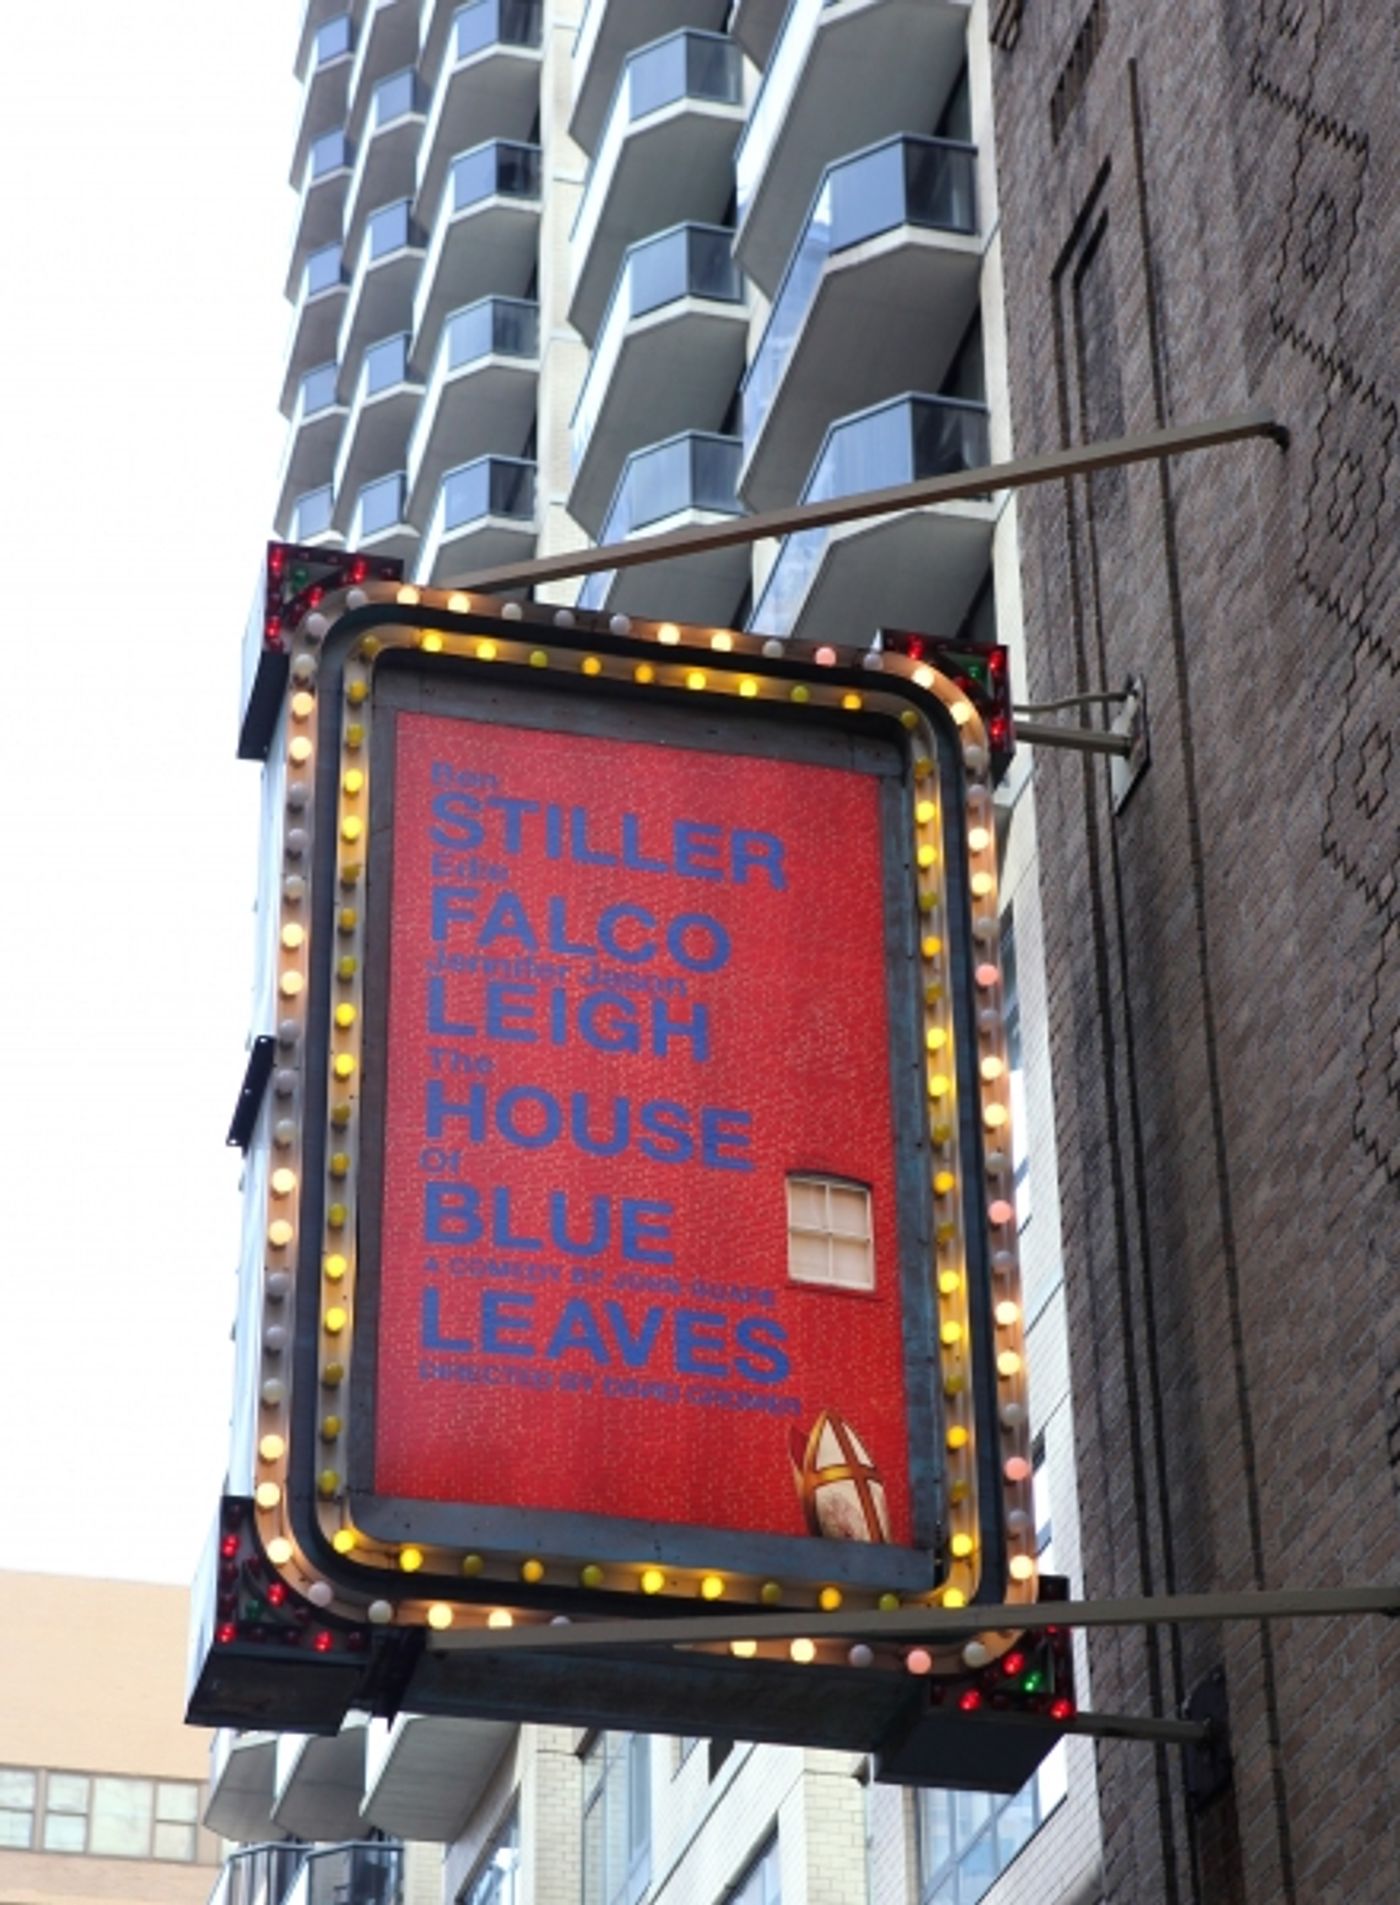 Ben
STILLER
Edie
FALCO
Jennifer Jason
LEIGH
The
HOUSE
Of
BLUE
A COMEDY BY JOHN GUARE
LEAVES
DIRECTED BY DAVID CROMER